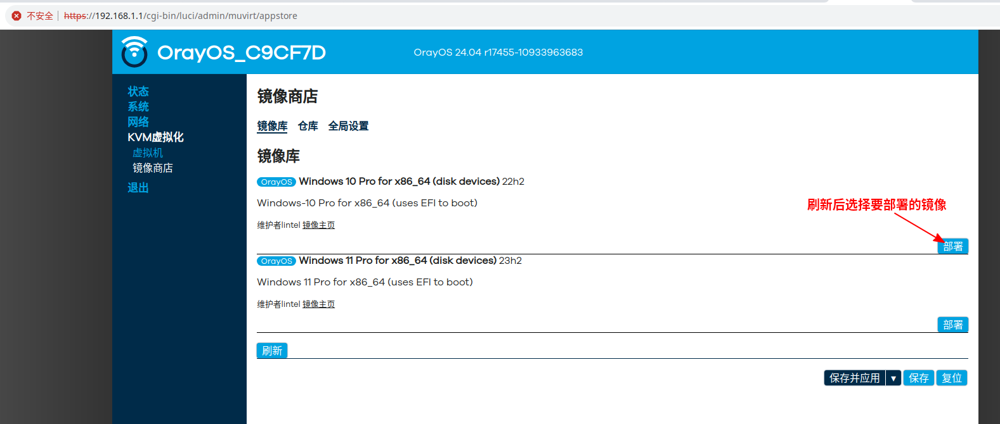 不安全 https://192.168.1.1/cgi-bin/luci/admin/muvirt/appstore
OrayOS_C9CF7D
OrayOS 24.04 r17455-10933963683
状态
系统
网络
KVM虚拟化
虚拟机
镜像商店
退出
镜像商店
镜像库 仓库 全局设置
镜像库
OrayOS Windows 10 Pro for x86_64 (disk devices) 22h2
Windows-10 Pro for x86_64 (uses EFI to boot)
刷新后选择要部署的镜像
维护者lintel 镜像主页
部署
OrayOS Windows 11 Pro for x86_64 (disk devices) 23h2
Windows 11 Pro for x86_64 (uses EFI to boot)
维护者lintel 镜像主页
部署
刷新
保存并应用 ▼ 保存 复位